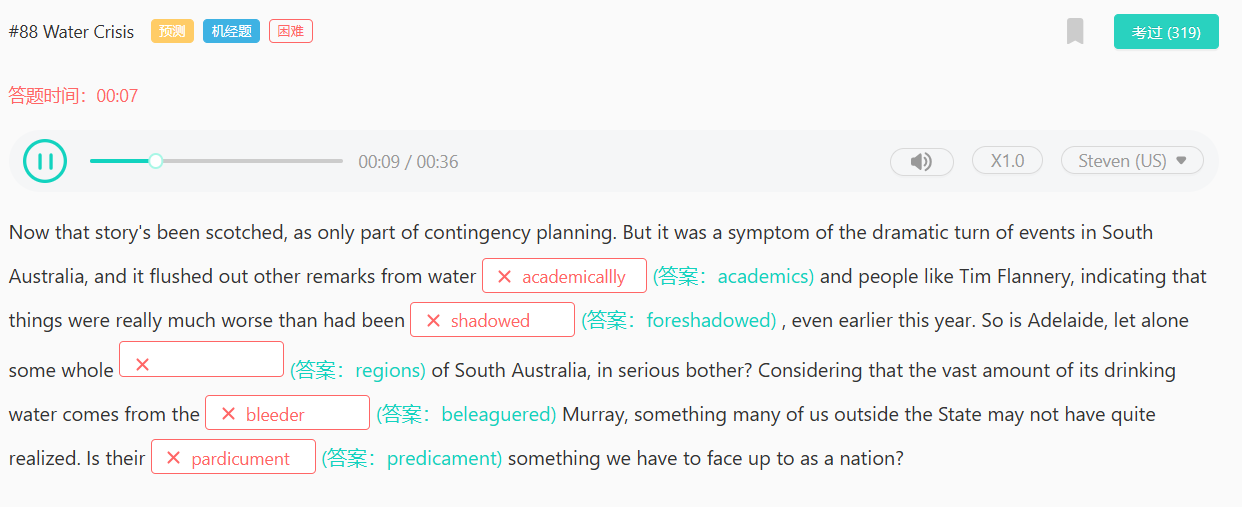 #88 Water Crisis 预测 机经题 困难 考过 (319)
答题时间：00:07
00:09 / 00:36 X1.0 Steven (US)
Now that story's been scotched, as only part of contingency planning. But it was a symptom of the dramatic turn of events in South
Australia, and it flushed out other remarks from water academicallly (答案：academics) and people like Tim Flannery, indicating that
things were really much worse than had been shadowed (答案：foreshadowed) , even earlier this year. So is Adelaide, let alone
some whole (答案：regions) of South Australia, in serious bother? Considering that the vast amount of its drinking
water comes from the bleeder (答案：beleaguered) Murray, something many of us outside the State may not have quite
realized. Is their pardicument (答案：predicament) something we have to face up to as a nation?